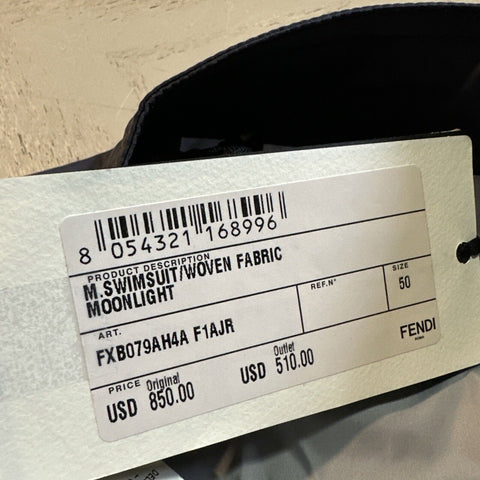 8 054321 168996
PRODUCT DESCRIPTION
M.SWIMSUIT/WOVEN FABRIC
MOONLIGHT
ART.
FXB079AH4A F1AJR
REF.N°
SIZE
50
PRICE
Original
USD 850.00
Outlet
USD 510.00
FENDI
ROMA